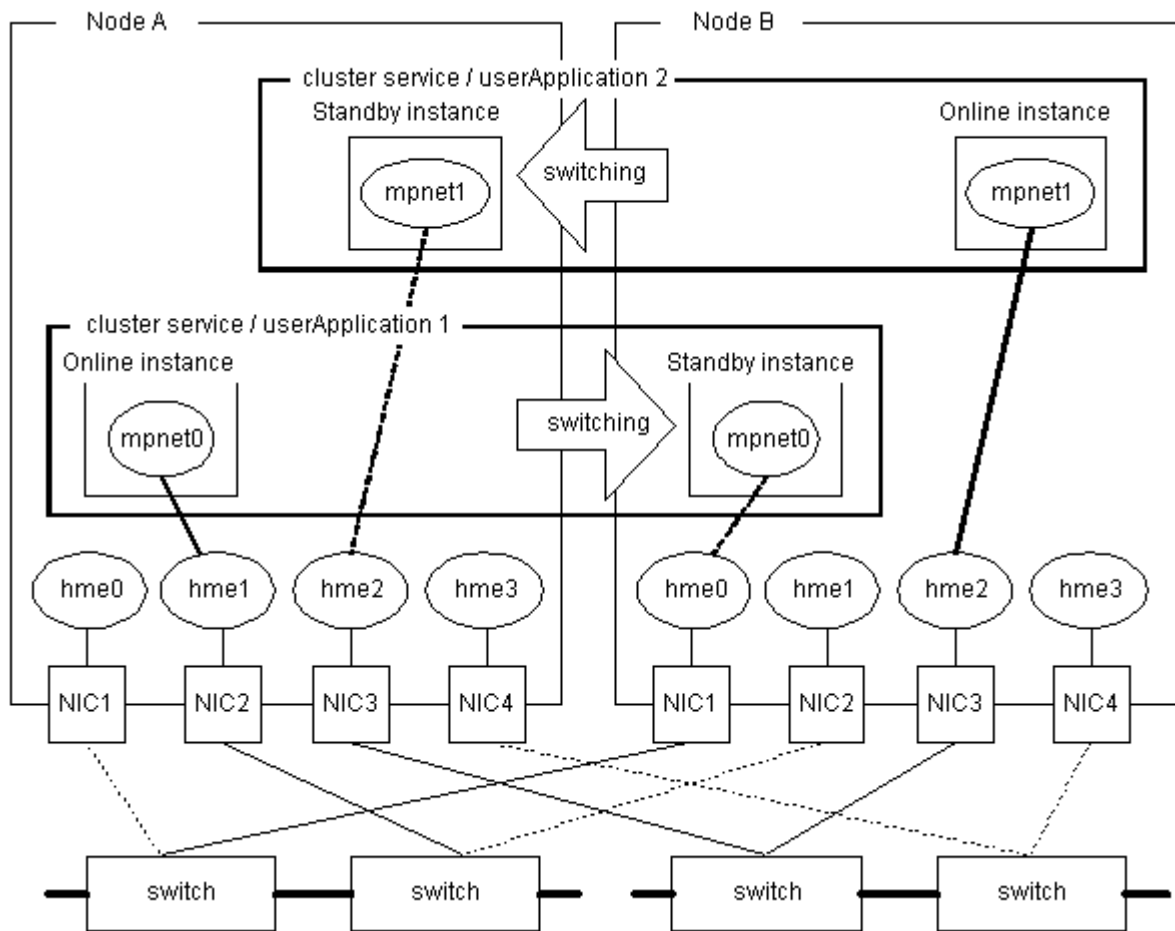 Node A
Node B
cluster service / userApplication 2
Standby instance
Online instance
mpnet1
switching
mpnet1
cluster service / userApplication 1
Online instance
Standby instance
mpnet0
switching
mpnet0
hme0
hme1
hme2
hme3
hme0
hme1
hme2
hme3
NIC1
NIC2
NIC3
NIC4
NIC1
NIC2
NIC3
NIC4
switch
switch
switch
switch